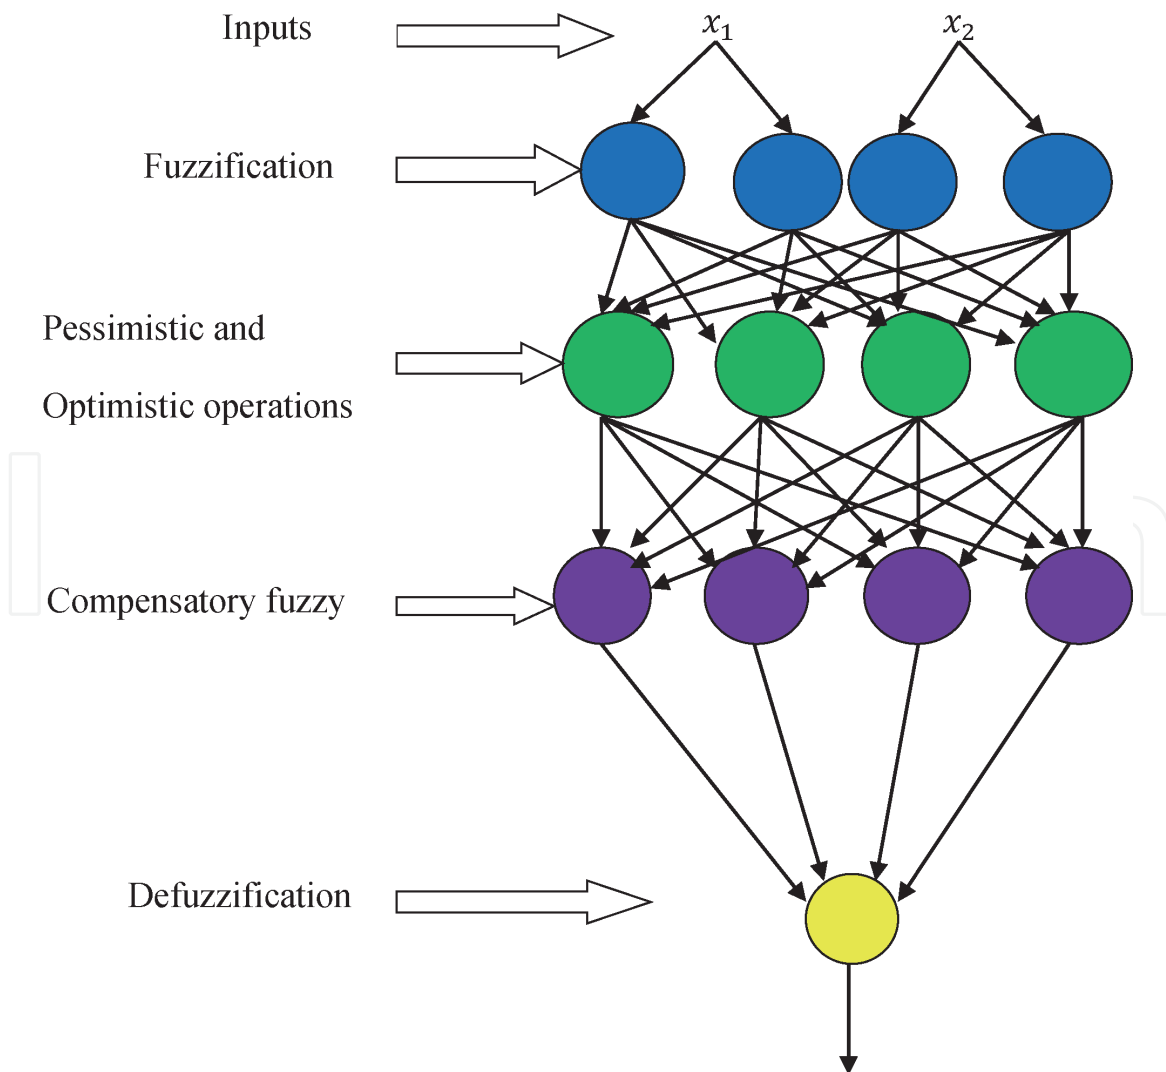 Inputs
x₁ x₂
Fuzzification
Pessimistic and
Optimistic operations
Compensatory fuzzy
Defuzzification